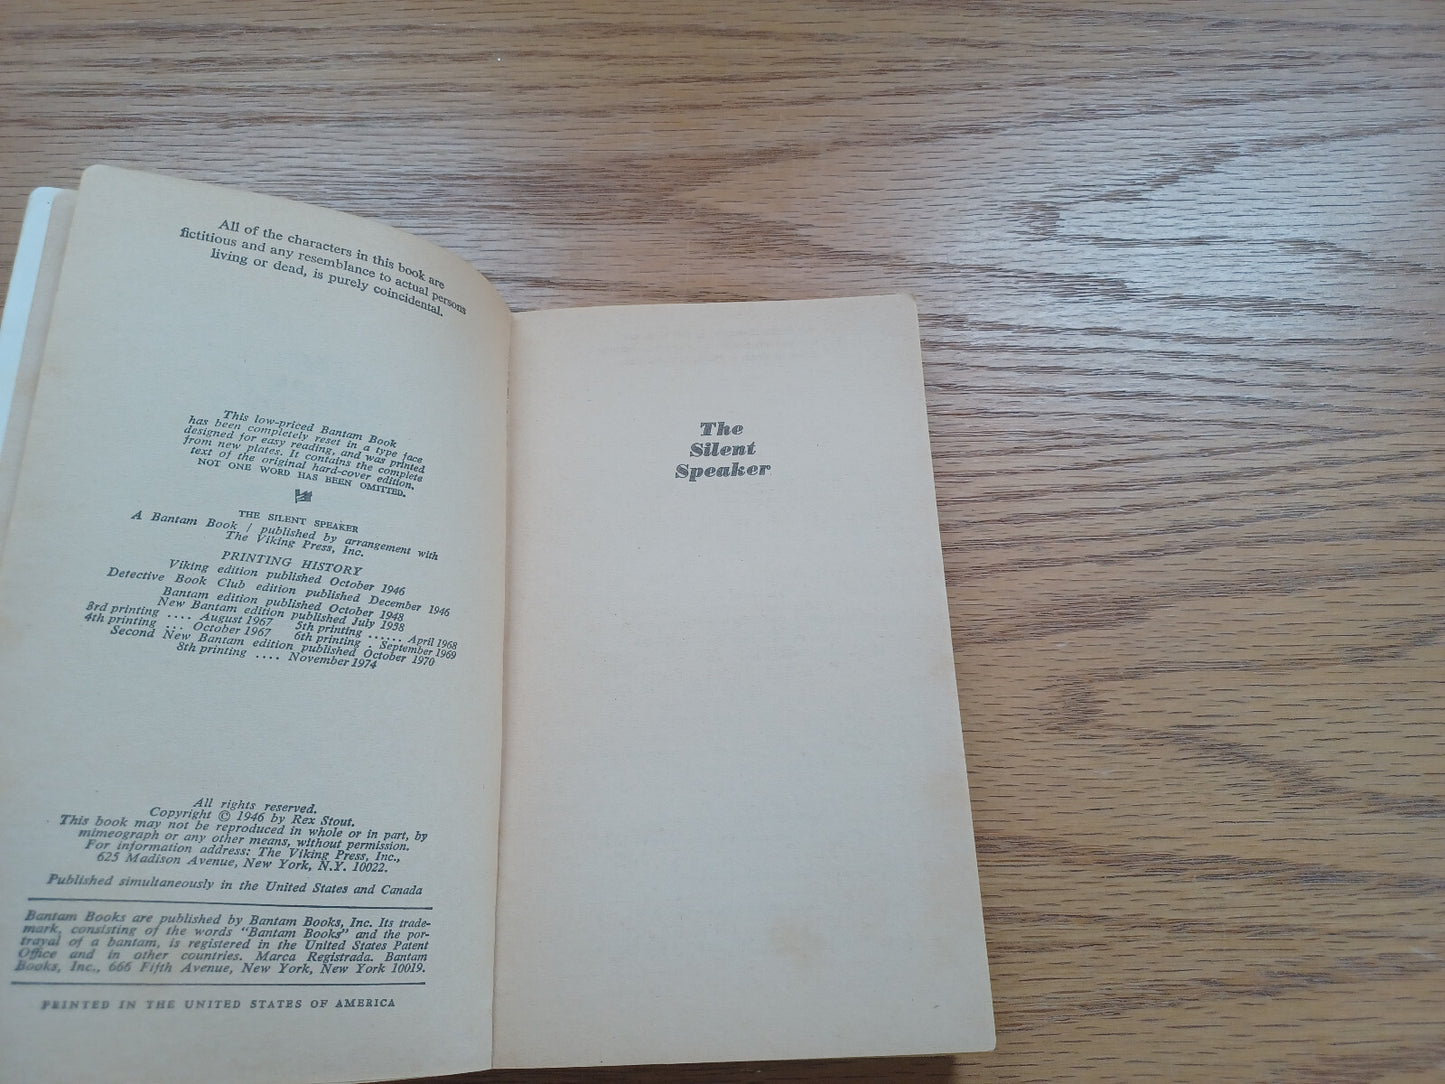 All of the characters in this book are
fictitious and any resemblance to actual persons
living or dead, is purely coincidental.
This low-priced Bantam Book
has been completely reset in a type face
designed for easy reading, and was printed
from new plates. It contains the complete
text of the original hard-cover edition.
NOT ONE WORD HAS BEEN OMITTED.
THE SILENT SPEAKER
A Bantam Book / published by arrangement with
The Viking Press, Inc.
PRINTING HISTORY
Viking edition published October 1946
Detective Book Club edition published December 1946
Bantam edition published October 1948
New Bantam edition published July 1958
3rd printing .... August 1967 5th printing ...... April 1968
4th printing ... October 1967 6th printing . September 1969
Second New Bantam edition published October 1970
8th printing .... November 1974
All rights reserved.
Copyright © 1946 by Rex Stout.
This book may not be reproduced in whole or in part, by
mimeograph or any other means, without permission.
For information address: The Viking Press, Inc.,
625 Madison Avenue, New York, N.Y. 10022.
Published simultaneously in the United States and Canada
Bantam Books are published by Bantam Books, Inc. Its trade-
mark, consisting of the words "Bantam Books" and the por-
trayal of a bantam, is registered in the United States Patent
Office and in other countries. Marca Registrada. Bantam
Books, Inc., 666 Fifth Avenue, New York, New York 10019.
PRINTED IN THE UNITED STATES OF AMERICA
The
Silent
Speaker